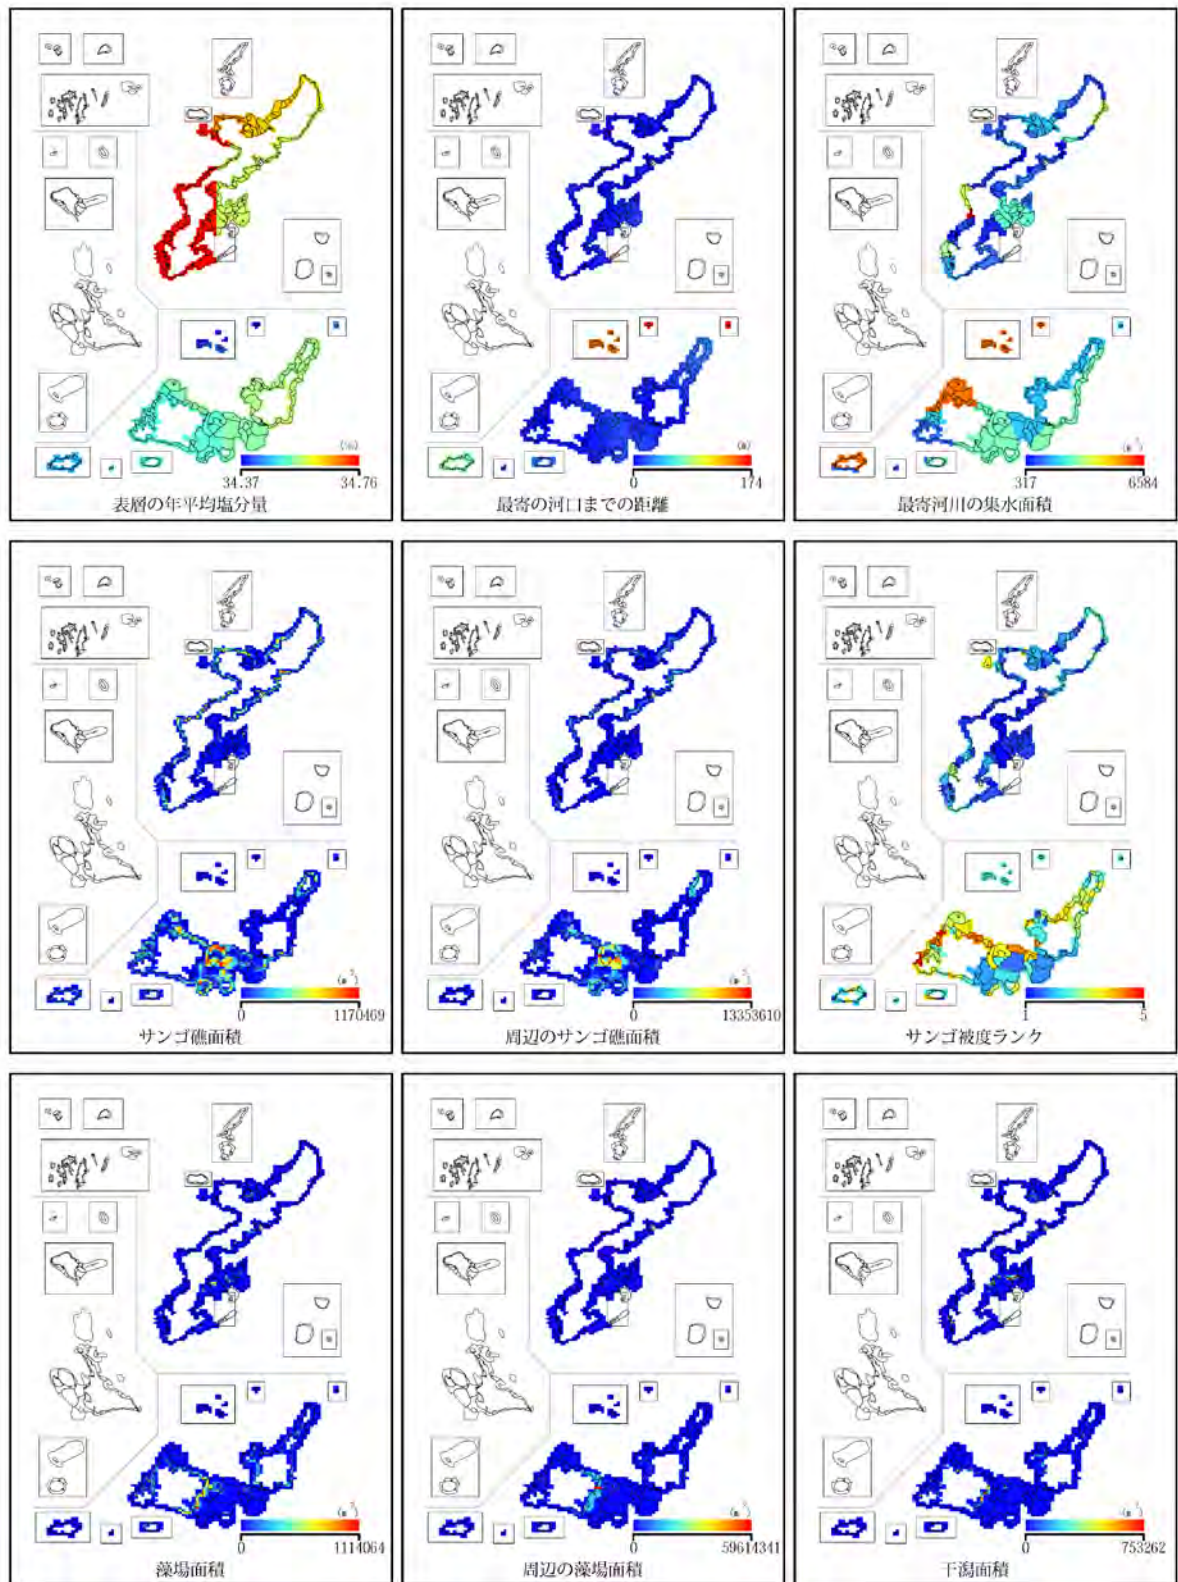 (‰)
34.37 34.76
表層の年平均塩分量
(m)
0 174
最寄の河口までの距離
(m²)
317 6584
最寄河川の集水面積
(m²)
0 1170469
サンゴ礁面積
(m²)
0 13353610
周辺のサンゴ礁面積
1 5
サンゴ被度ランク
(m²)
0 1114064
藻場面積
(m²)
0 59614341
周辺の藻場面積
(m²)
0 753262
干潟面積